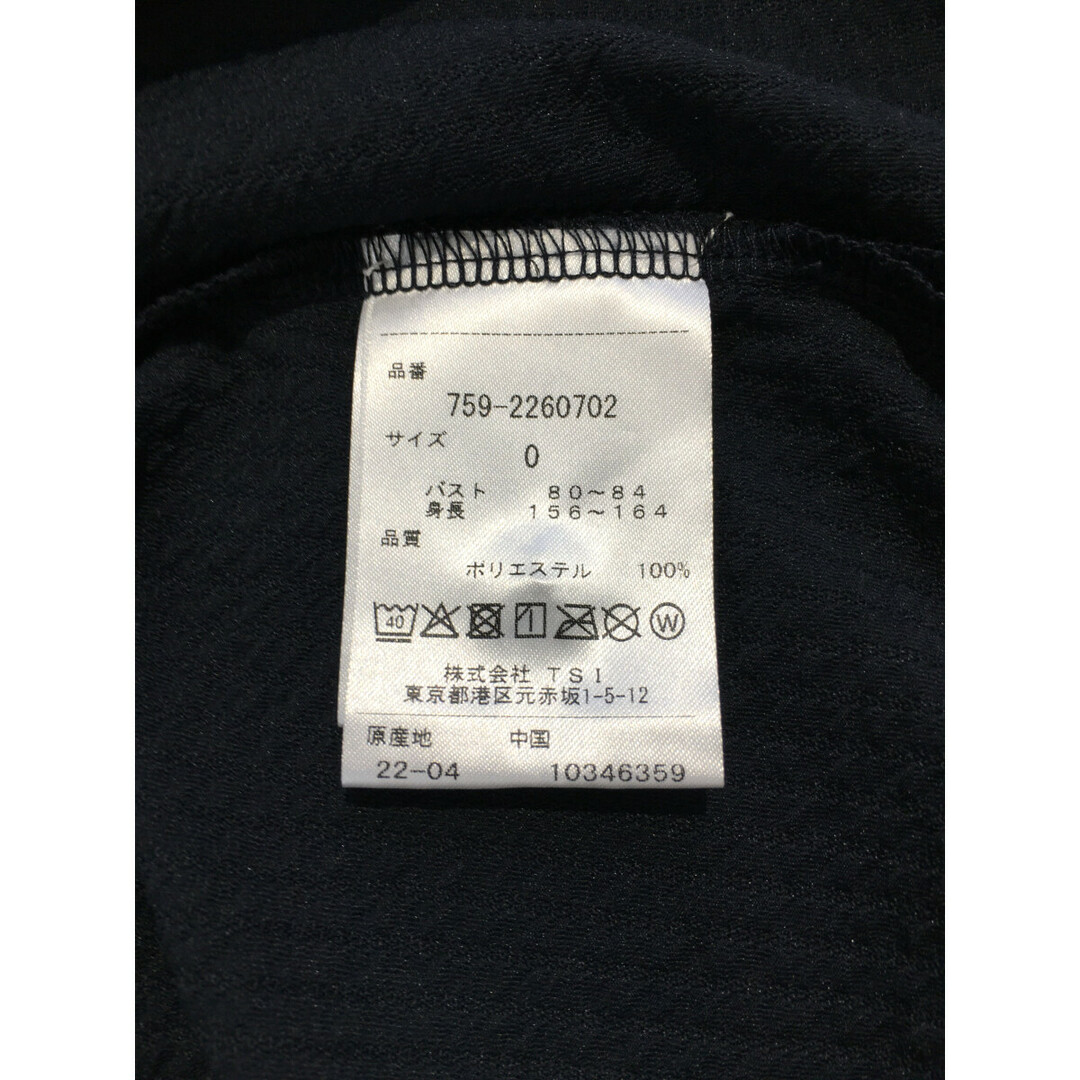 品番
759-2260702
サイズ
0
バスト 80～84
身長 156～164
品質
ポリエステル 100%
40 W
株式会社 TSI
東京都港区元赤坂1-5-12
原産地 中国
22-04 10346359